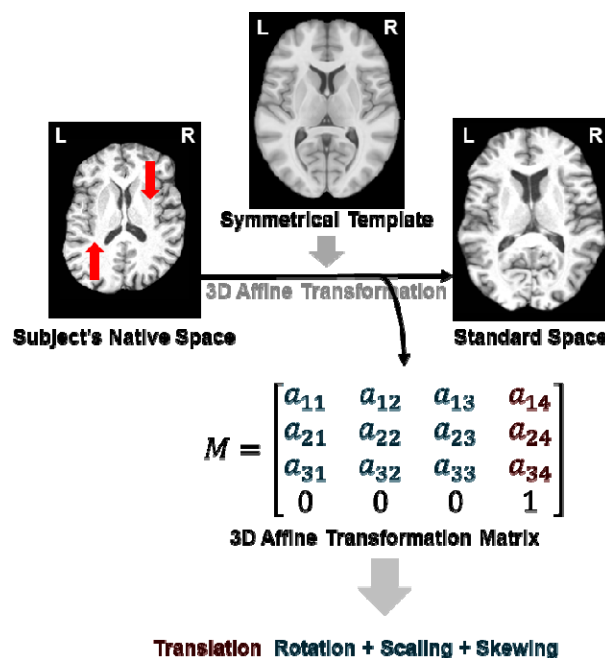 L R
L R
L R
Symmetrical Template
3D Affine Transformation
Subject's Native Space
Standard Space
M = [a₁₁ a₁₂ a₁₃ a₁₄
a₂₁ a₂₂ a₂₃ a₂₄
a₃₁ a₃₂ a₃₃ a₃₄
0 0 0 1]
3D Affine Transformation Matrix
Translation Rotation + Scaling + Skewing